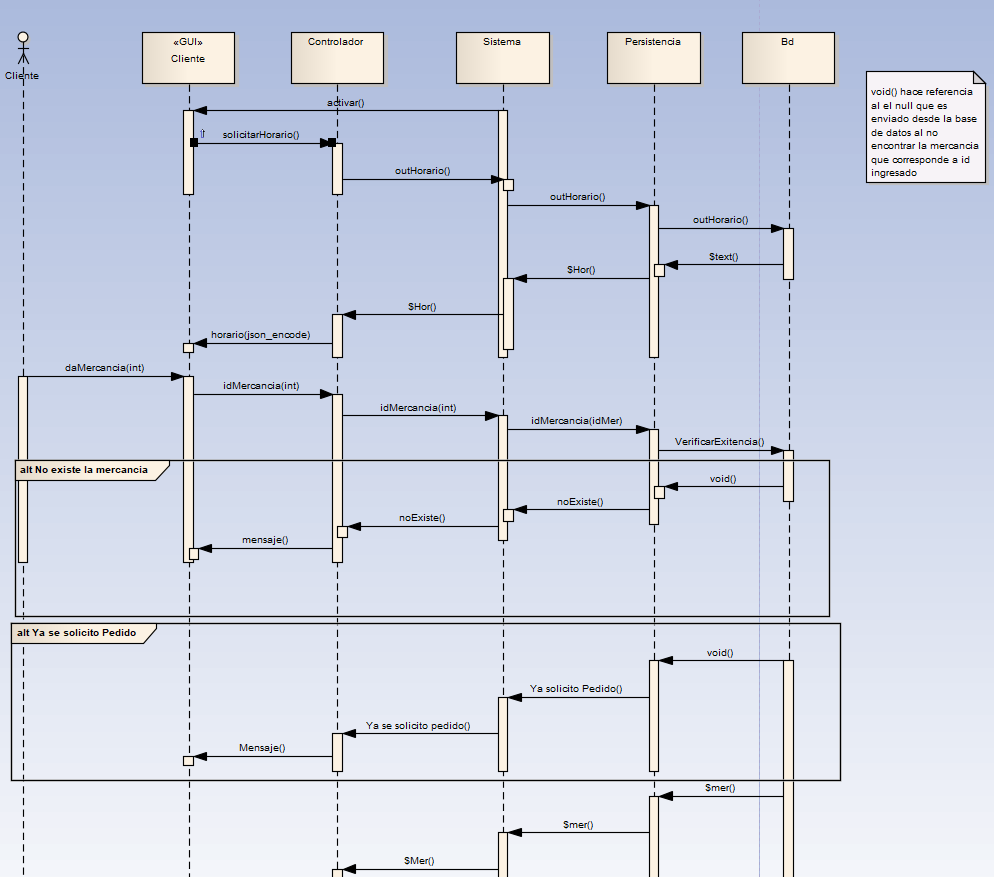 «GUI»
Cliente
Controlador
Sistema
Persistencia
Bd
Cliente
void() hace referencia
al el null que es
enviado desde la base
de datos al no
encontrar la mercancia
que corresponde a id
ingresado
activar()
⇧ solicitarHorario()
outHorario()
outHorario()
outHorario()
$text()
$Hor()
$Hor()
horario(json_encode)
daMercancia(int)
idMercancia(int)
idMercancia(int)
idMercancia(idMer)
VerificarExitencia()
alt No existe la mercancia
void()
noExiste()
noExiste()
mensaje()
alt Ya se solicito Pedido
void()
Ya solicito Pedido()
Ya se solicito pedido()
Mensaje()
$mer()
$mer()
$Mer()